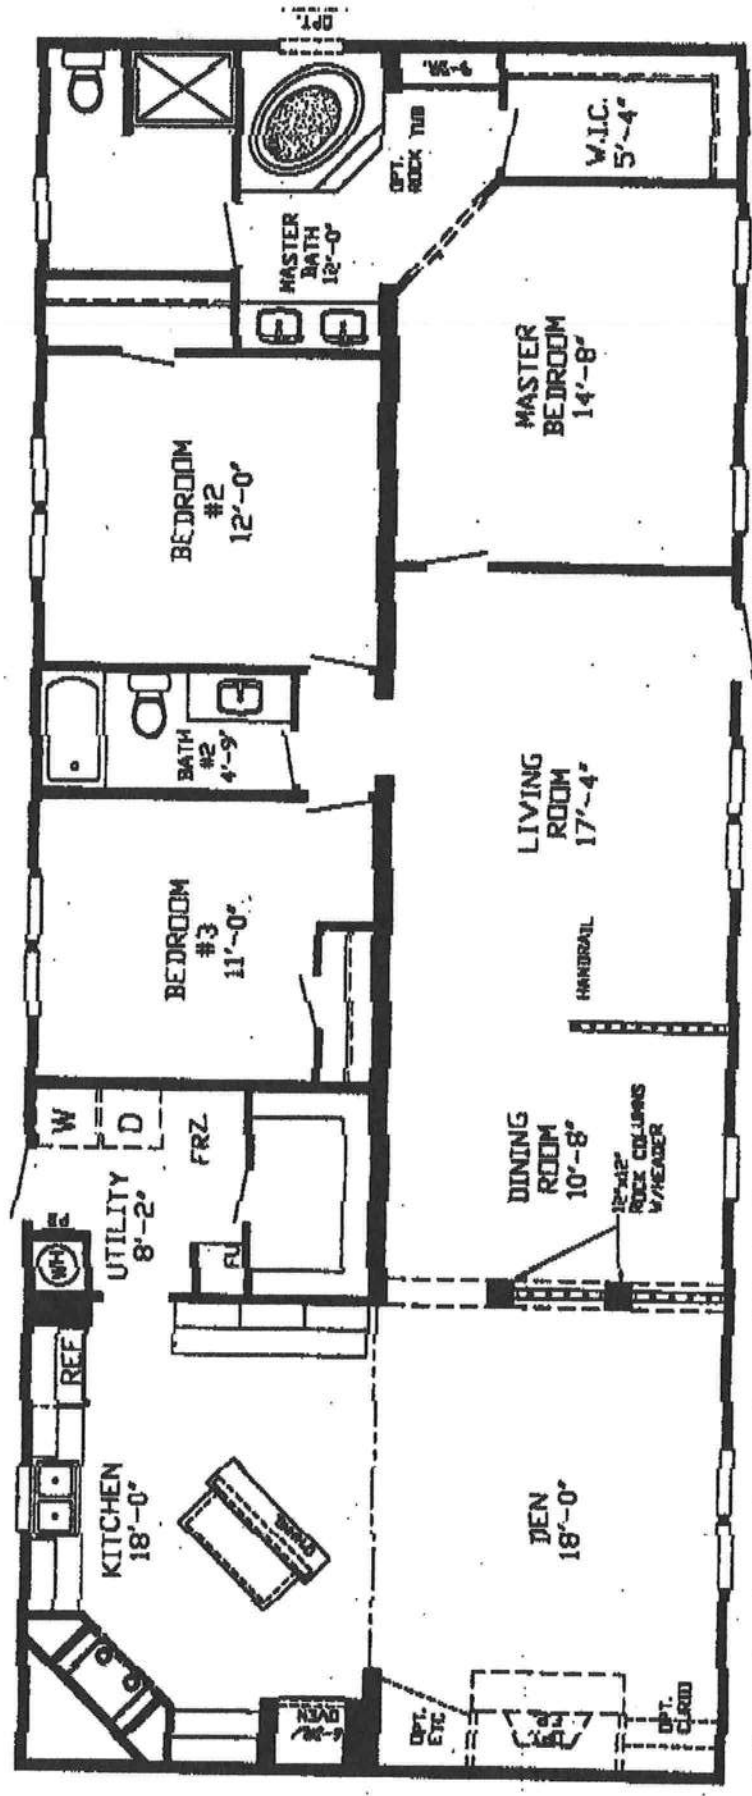 OPT.
W.I.C.
5'-4"
OPT.
ROCK TUB
MASTER
BATH
12'-0"
MASTER
BEDROOM
14'-8"
BEDROOM
#2
12'-0"
BATH
#2
4'-9"
LIVING
ROOM
17'-4"
BEDROOM
#3
11'-0"
HANDRAIL
W
D
FRZ.
UTILITY
8'-2"
WH
FU
DINING
ROOM
10'-8"
12"x12"
ROCK COLUMNS
W/HEADER
REF
KITCHEN
18'-0"
DEN
18'-0"
OVEN
OPT.
ETC
OPT.
CURIO